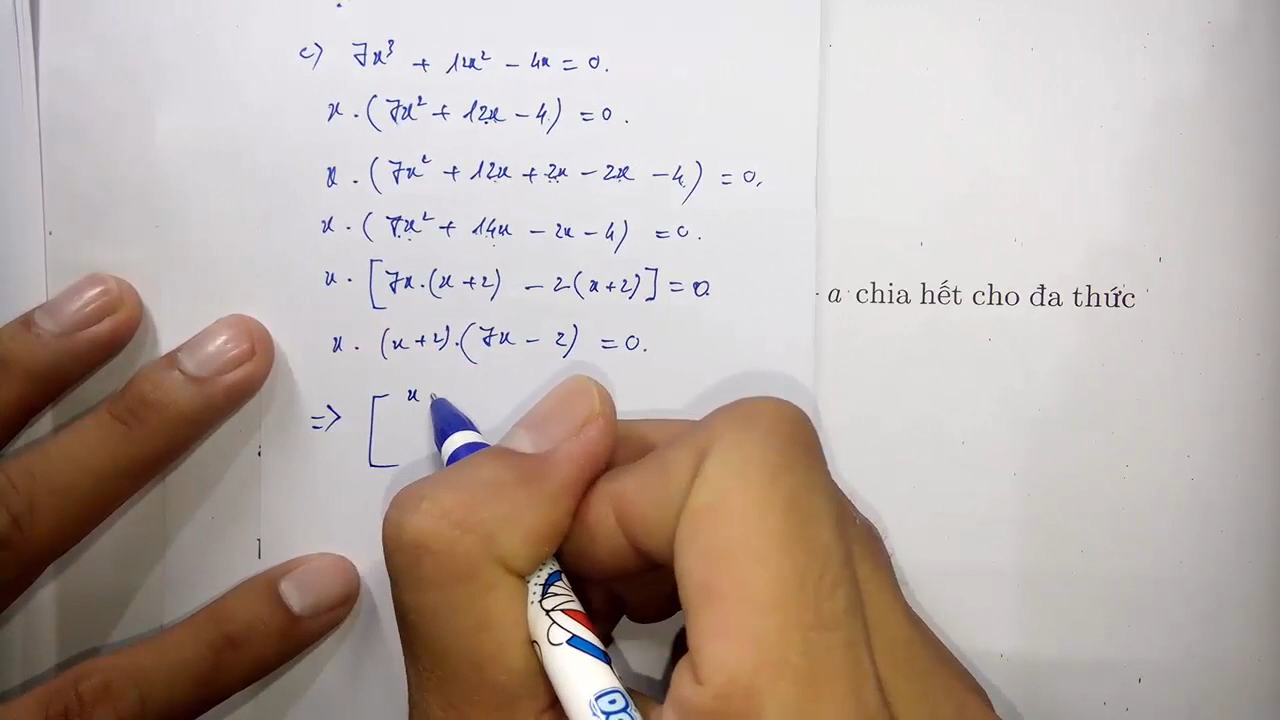 c) 7x³ + 12x² - 4x = 0.
x . (7x² + 12x - 4) = 0.
x . (7x² + 12x + 2x - 2x - 4) = 0.
x . (7x² + 14x - 2x - 4) = 0.
x . [7x.(x+2) - 2(x+2)] = 0
a chia hết cho đa thức
x . (x+2).(7x - 2) = 0.
=> [ x